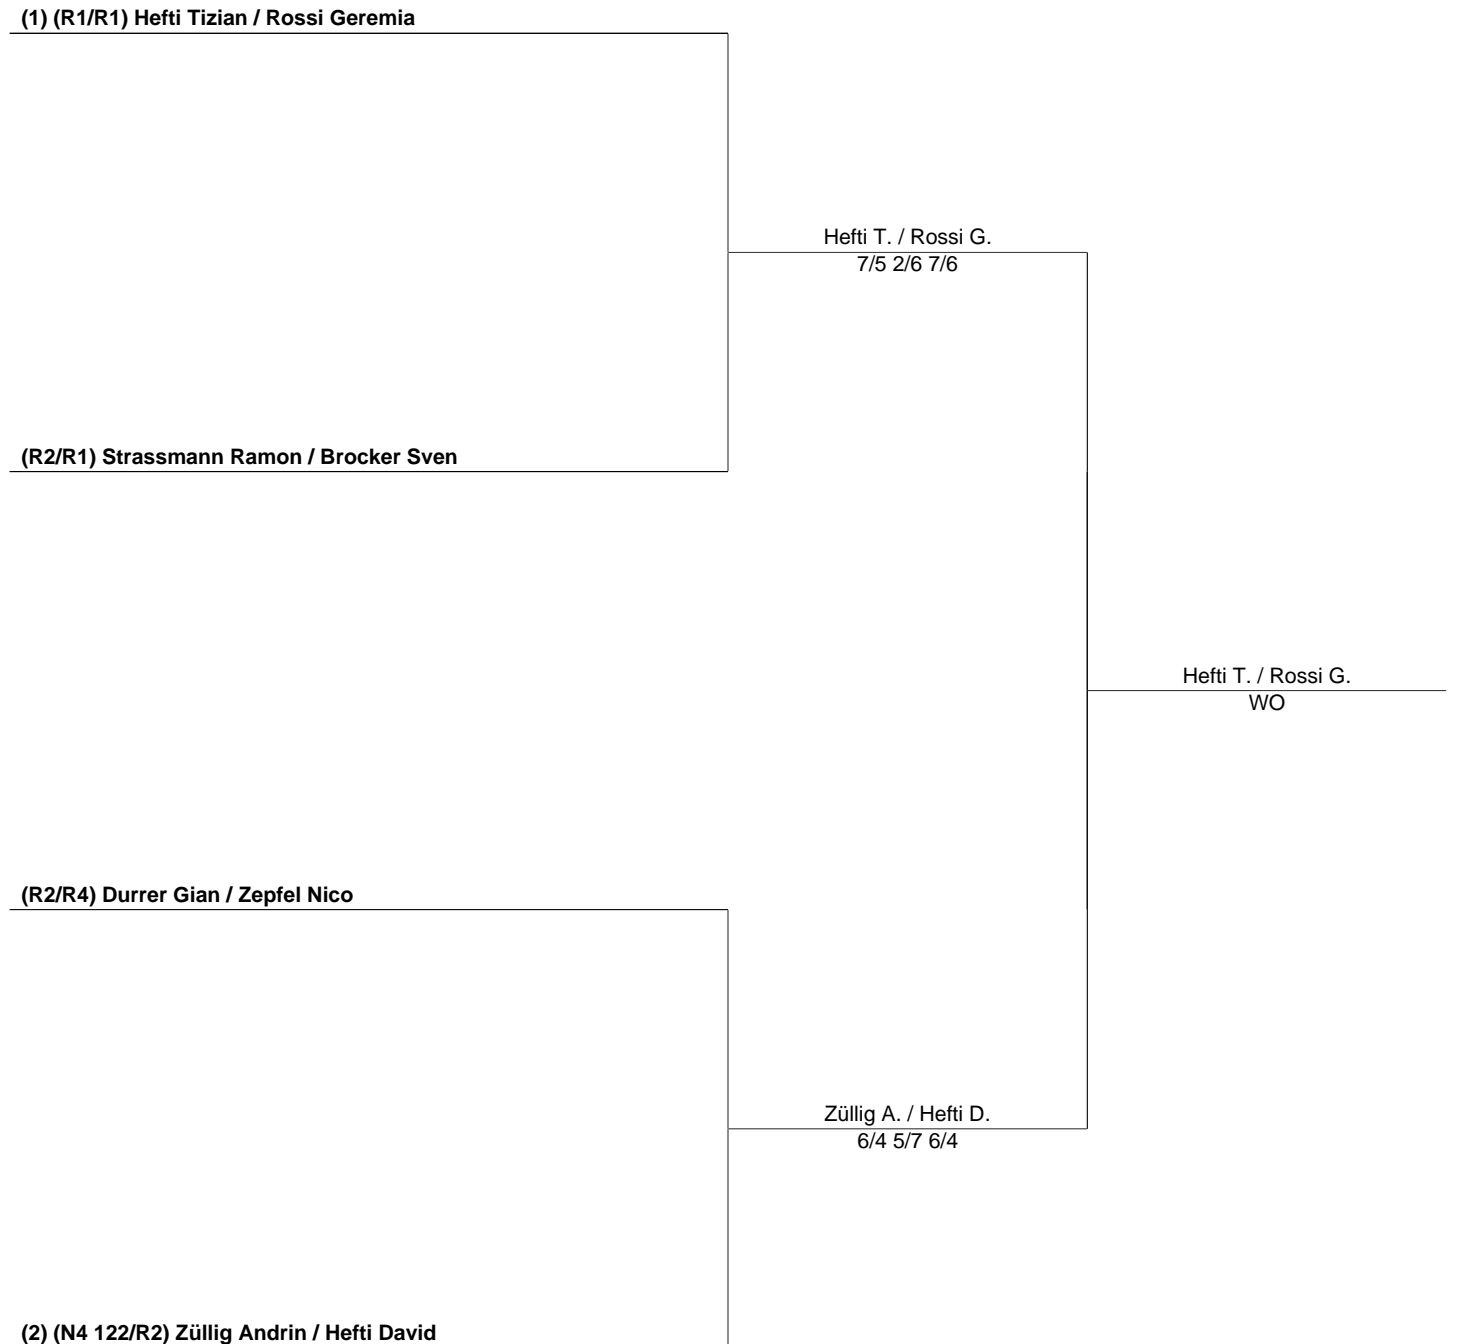 (1) (R1/R1) Hefti Tizian / Rossi Geremia
Hefti T. / Rossi G.
7/5 2/6 7/6
(R2/R1) Strassmann Ramon / Brocker Sven
Hefti T. / Rossi G.
WO
(R2/R4) Durrer Gian / Zepfel Nico
Züllig A. / Hefti D.
6/4 5/7 6/4
(2) (N4 122/R2) Züllig Andrin / Hefti David